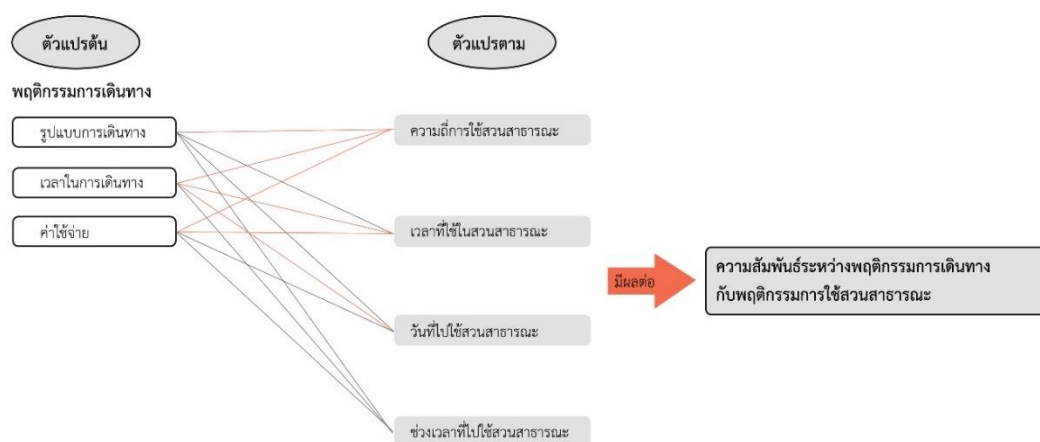 ตัวแปรต้น
ตัวแปรตาม
พฤติกรรมการเดินทาง
รูปแบบการเดินทาง
เวลาในการเดินทาง
ค่าใช้จ่าย
ความถี่การใช้สวนสาธารณะ
เวลาที่ใช้ในสวนสาธารณะ
วันที่ไปใช้สวนสาธารณะ
ช่วงเวลาที่ไปใช้สวนสาธารณะ
มีผลต่อ
ความสัมพันธ์ระหว่างพฤติกรรมการเดินทาง
กับพฤติกรรมการใช้สวนสาธารณะ